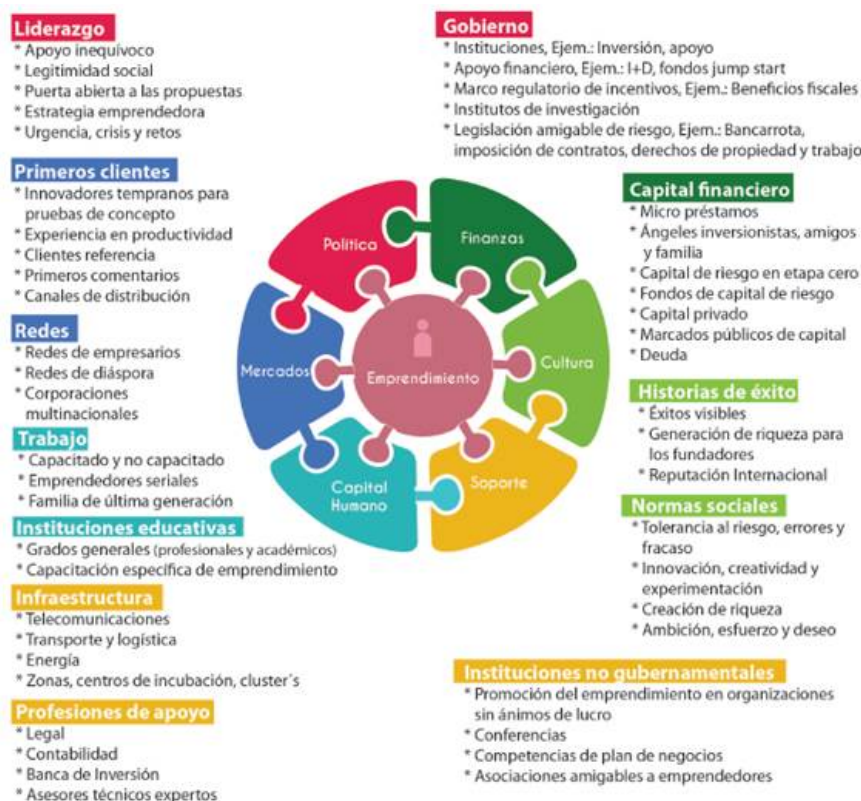 Liderazgo
* Apoyo inequívoco
* Legitimidad social
* Puerta abierta a las propuestas
* Estrategia emprendedora
* Urgencia, crisis y retos
Primeros clientes
* Innovadores tempranos para
pruebas de concepto
* Experiencia en productividad
* Clientes referencia
* Primeros comentarios
* Canales de distribución
Redes
* Redes de empresarios
* Redes de diáspora
* Corporaciones
multinacionales
Trabajo
* Capacitado y no capacitado
* Emprendedores seriales
* Familia de última generación
Instituciones educativas
* Grados generales (profesionales y académicos)
* Capacitación específica de emprendimiento
Infraestructura
* Telecomunicaciones
* Transporte y logística
* Energía
* Zonas, centros de incubación, cluster´s
Profesiones de apoyo
* Legal
* Contabilidad
* Banca de Inversión
* Asesores técnicos expertos
Política
Finanzas
Mercados
Emprendimiento
Cultura
Capital
Humano
Soporte
Gobierno
* Instituciones, Ejem.: Inversión, apoyo
* Apoyo financiero, Ejem.: I+D, fondos jump start
* Marco regulatorio de incentivos, Ejem.: Beneficios fiscales
* Institutos de investigación
* Legislación amigable de riesgo, Ejem.: Bancarrota,
imposición de contratos, derechos de propiedad y trabajo
Capital financiero
* Micro préstamos
* Ángeles inversionistas, amigos
y familia
* Capital de riesgo en etapa cero
* Fondos de capital de riesgo
* Capital privado
* Marcados públicos de capital
* Deuda
Historias de éxito
* Éxitos visibles
* Generación de riqueza para
los fundadores
* Reputación Internacional
Normas sociales
* Tolerancia al riesgo, errores y
fracaso
* Innovación, creatividad y
experimentación
* Creación de riqueza
* Ambición, esfuerzo y deseo
Instituciones no gubernamentales
* Promoción del emprendimiento en organizaciones
sin ánimos de lucro
* Conferencias
* Competencias de plan de negocios
* Asociaciones amigables a emprendedores